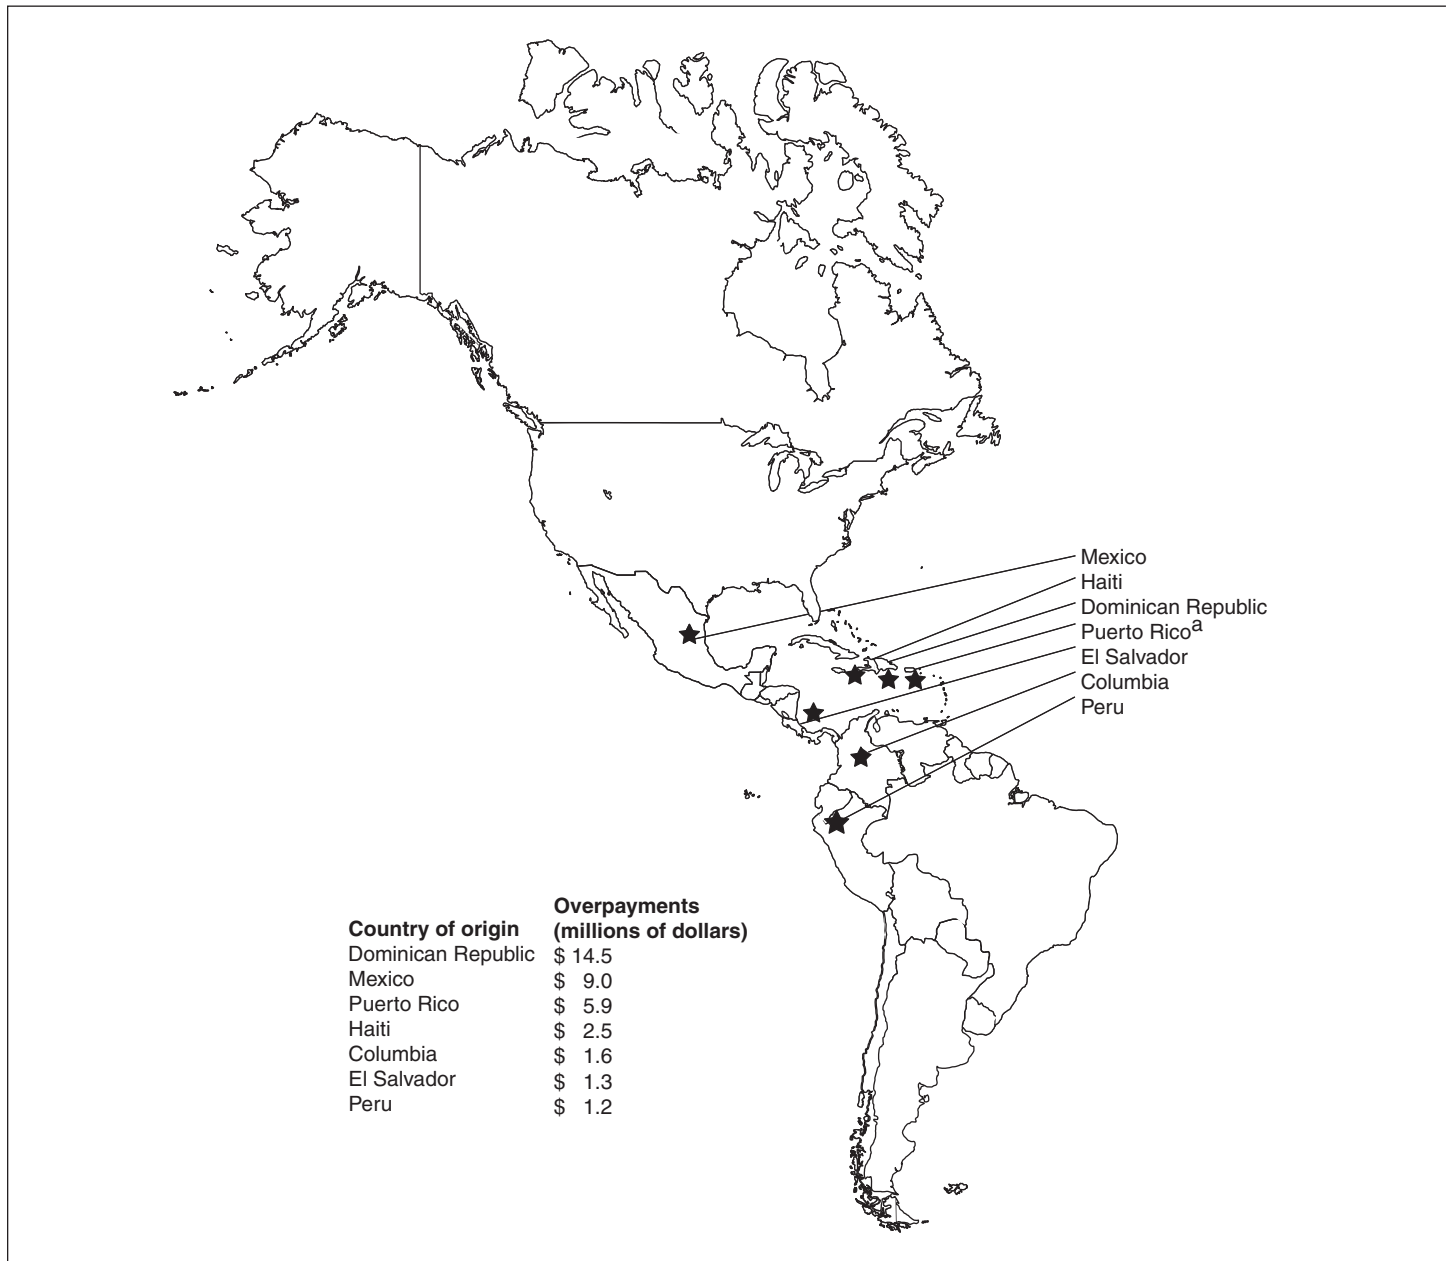 Mexico
Haiti
Dominican Republic
Puerto Ricoa
El Salvador
Columbia
Peru
Country of origin Overpayments (millions of dollars)
Dominican Republic $ 14.5
Mexico $ 9.0
Puerto Rico $ 5.9
Haiti $ 2.5
Columbia $ 1.6
El Salvador $ 1.3
Peru $ 1.2